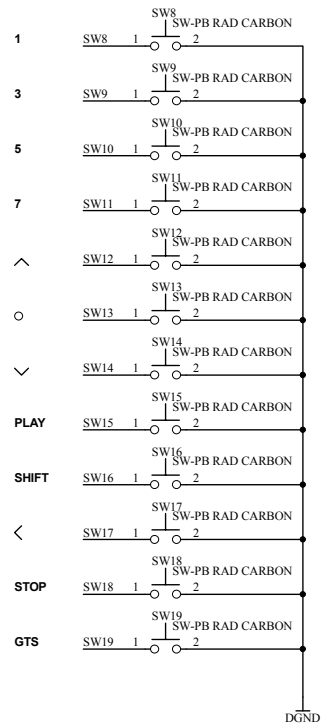 SW8
SW-PB RAD CARBON
1 SW8 1 2
SW9
SW-PB RAD CARBON
3 SW9 1 2
SW10
SW-PB RAD CARBON
5 SW10 1 2
SW11
SW-PB RAD CARBON
7 SW11 1 2
SW12
SW-PB RAD CARBON
SW12 1 2
SW13
SW-PB RAD CARBON
SW13 1 2
SW14
SW-PB RAD CARBON
SW14 1 2
SW15
SW-PB RAD CARBON
PLAY SW15 1 2
SW16
SW-PB RAD CARBON
SHIFT SW16 1 2
SW17
SW-PB RAD CARBON
< SW17 1 2
SW18
SW-PB RAD CARBON
STOP SW18 1 2
SW19
SW-PB RAD CARBON
GTS SW19 1 2
DGND